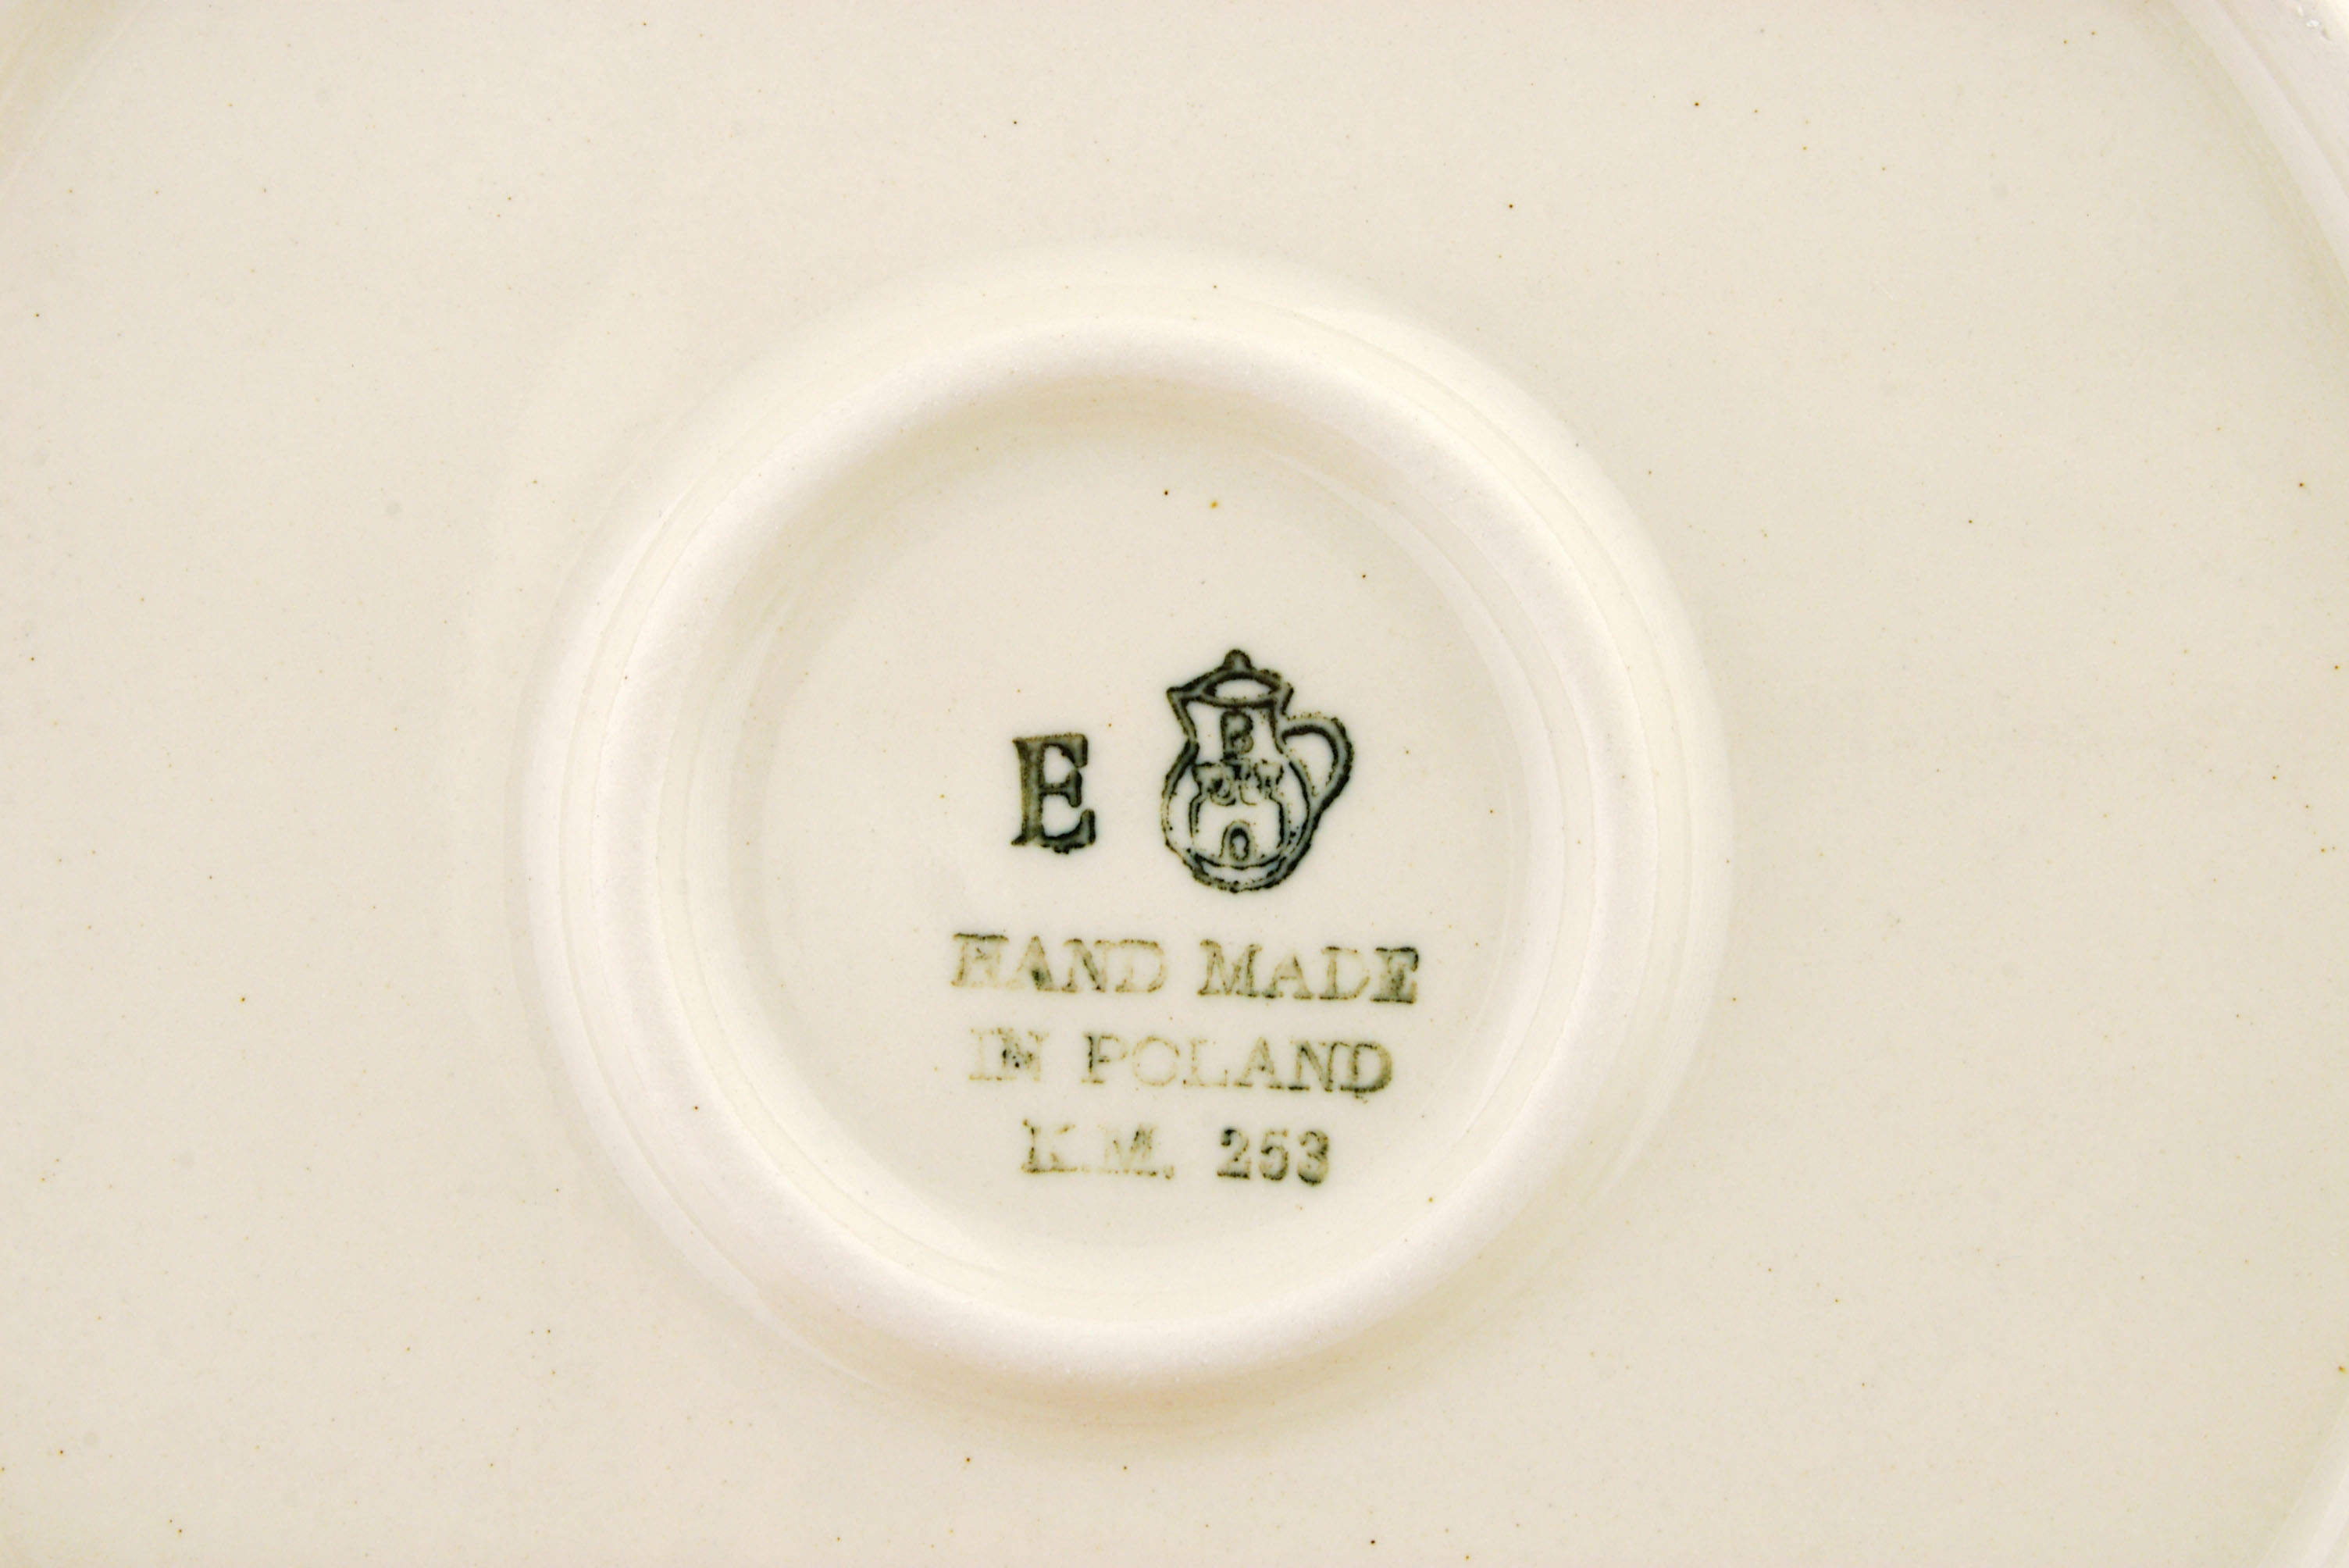 E B
HAND MADE
IN POLAND
K.M. 253